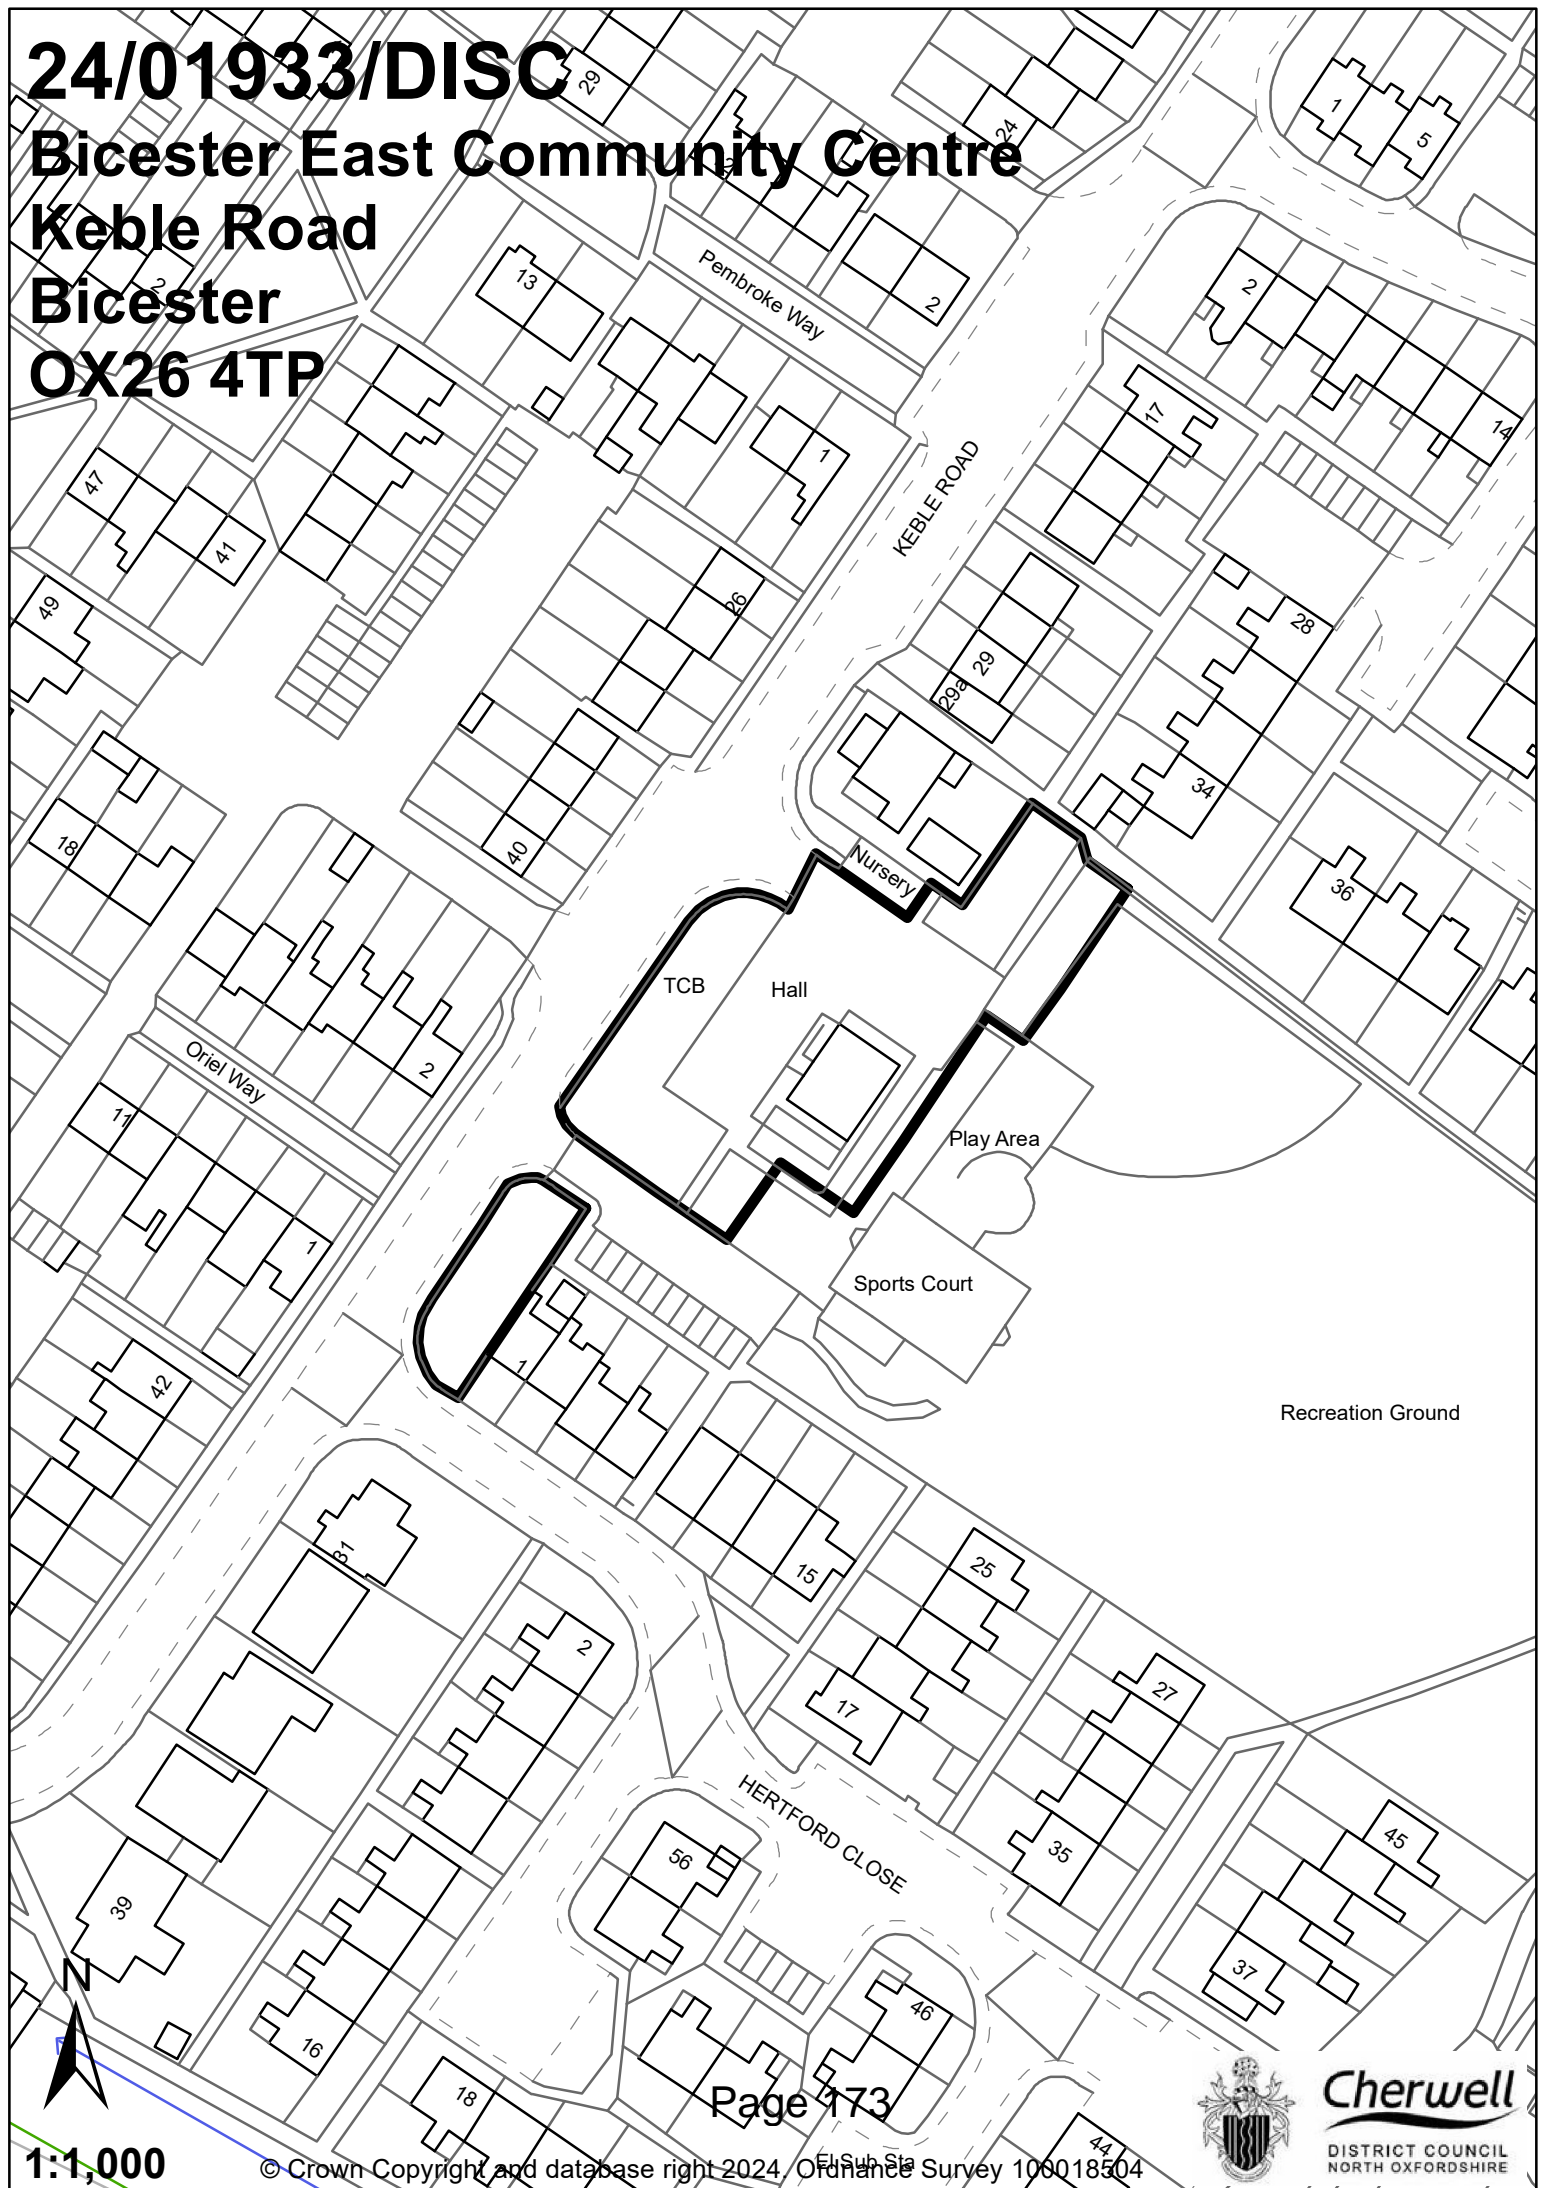 24/01933/DISC
Bicester East Community Centre
Keble Road
Bicester
OX26 4TP
29
24
1
5
2
13
Pembroke Way
2
2
17
14
1
KEBLE ROAD
47
41
49
26
28
29
29a
34
18
40
Nursery
36
TCB
Hall
Oriel Way
2
11
Play Area
1
Sports Court
1
42
Recreation Ground
31
15
25
2
17
27
HERTFORD CLOSE
56
35
45
39
37
N
16
46
18
Page 173
44
El Sub Sta
1:1,000
© Crown Copyright and database right 2024. Ordnance Survey 100018504
Cherwell
DISTRICT COUNCIL
NORTH OXFORDSHIRE